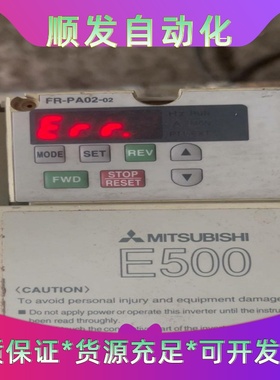 顺发自动化
FR-PA02-02
Err.
MODE
SET
REV
FWD
STOP
RESET
MITSUBISHI
E500
<CAUTION>
To avoid personal injury and equipment damage
Do not apply power or operate this inverter until the instru
been read throughly.
质保证*货源充足*可开发